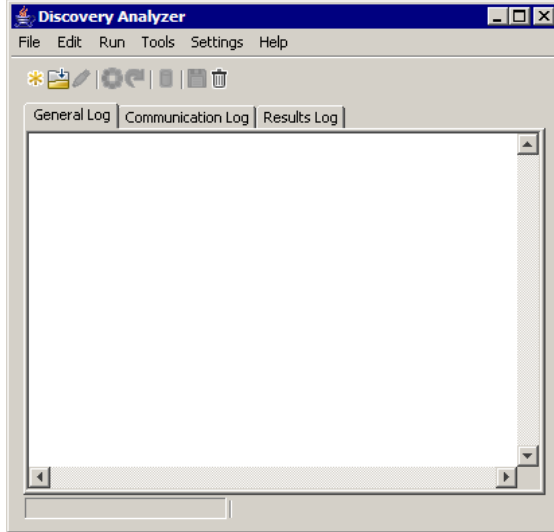 Discovery Analyzer
File Edit Run Tools Settings Help
General Log Communication Log Results Log